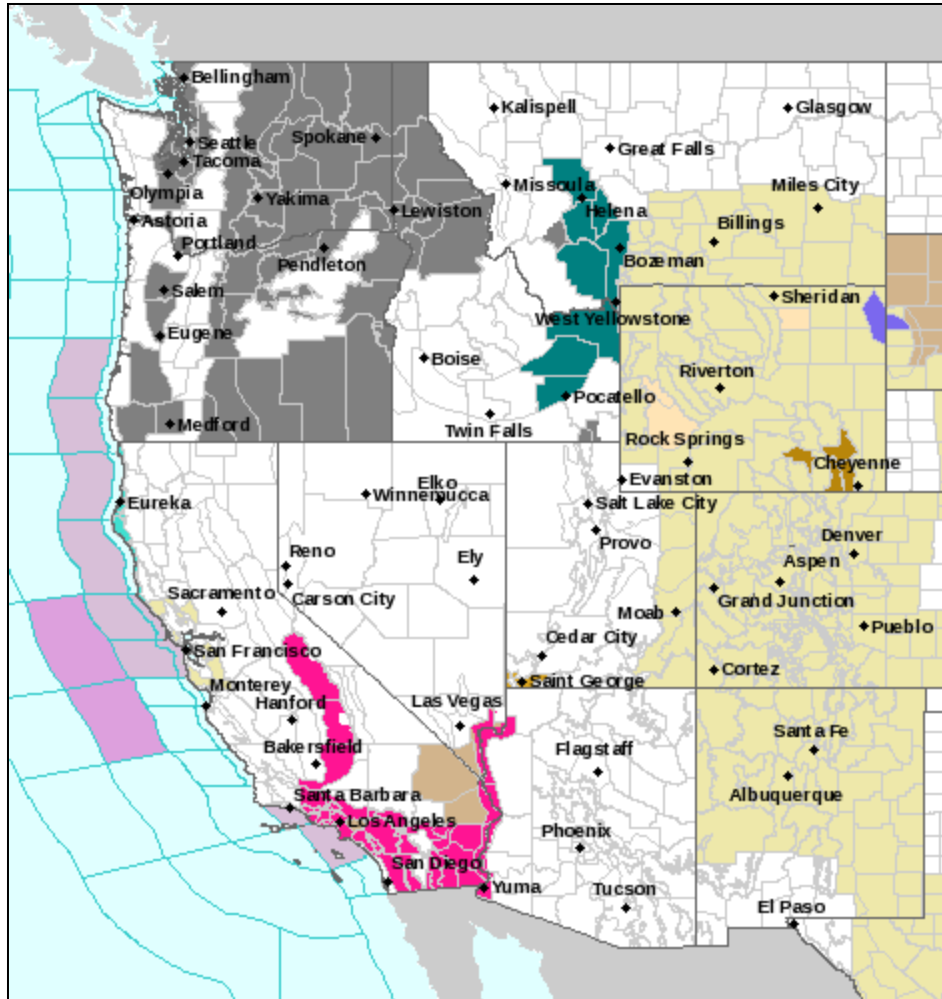 Bellingham
Kalispell
Glasgow
Seattle
Spokane
Great Falls
Tacoma
Olympia
Missoula
Miles City
Yakima
Lewiston
Helena
Astoria
Billings
Portland
Pendleton
Bozeman
Salem
Sheridan
West Yellowstone
Eugene
Boise
Riverton
Pocatello
Medford
Twin Falls
Rock Springs
Cheyenne
Elko
Evanston
Eureka
Winnemucca
Salt Lake City
Denver
Provo
Reno
Ely
Aspen
Sacramento
Carson City
Grand Junction
Moab
Pueblo
Cedar City
San Francisco
Cortez
Saint George
Monterey
Hanford
Las Vegas
Santa Fe
Bakersfield
Flagstaff
Albuquerque
Santa Barbara
Los Angeles
Phoenix
San Diego
Yuma
Tucson
El Paso